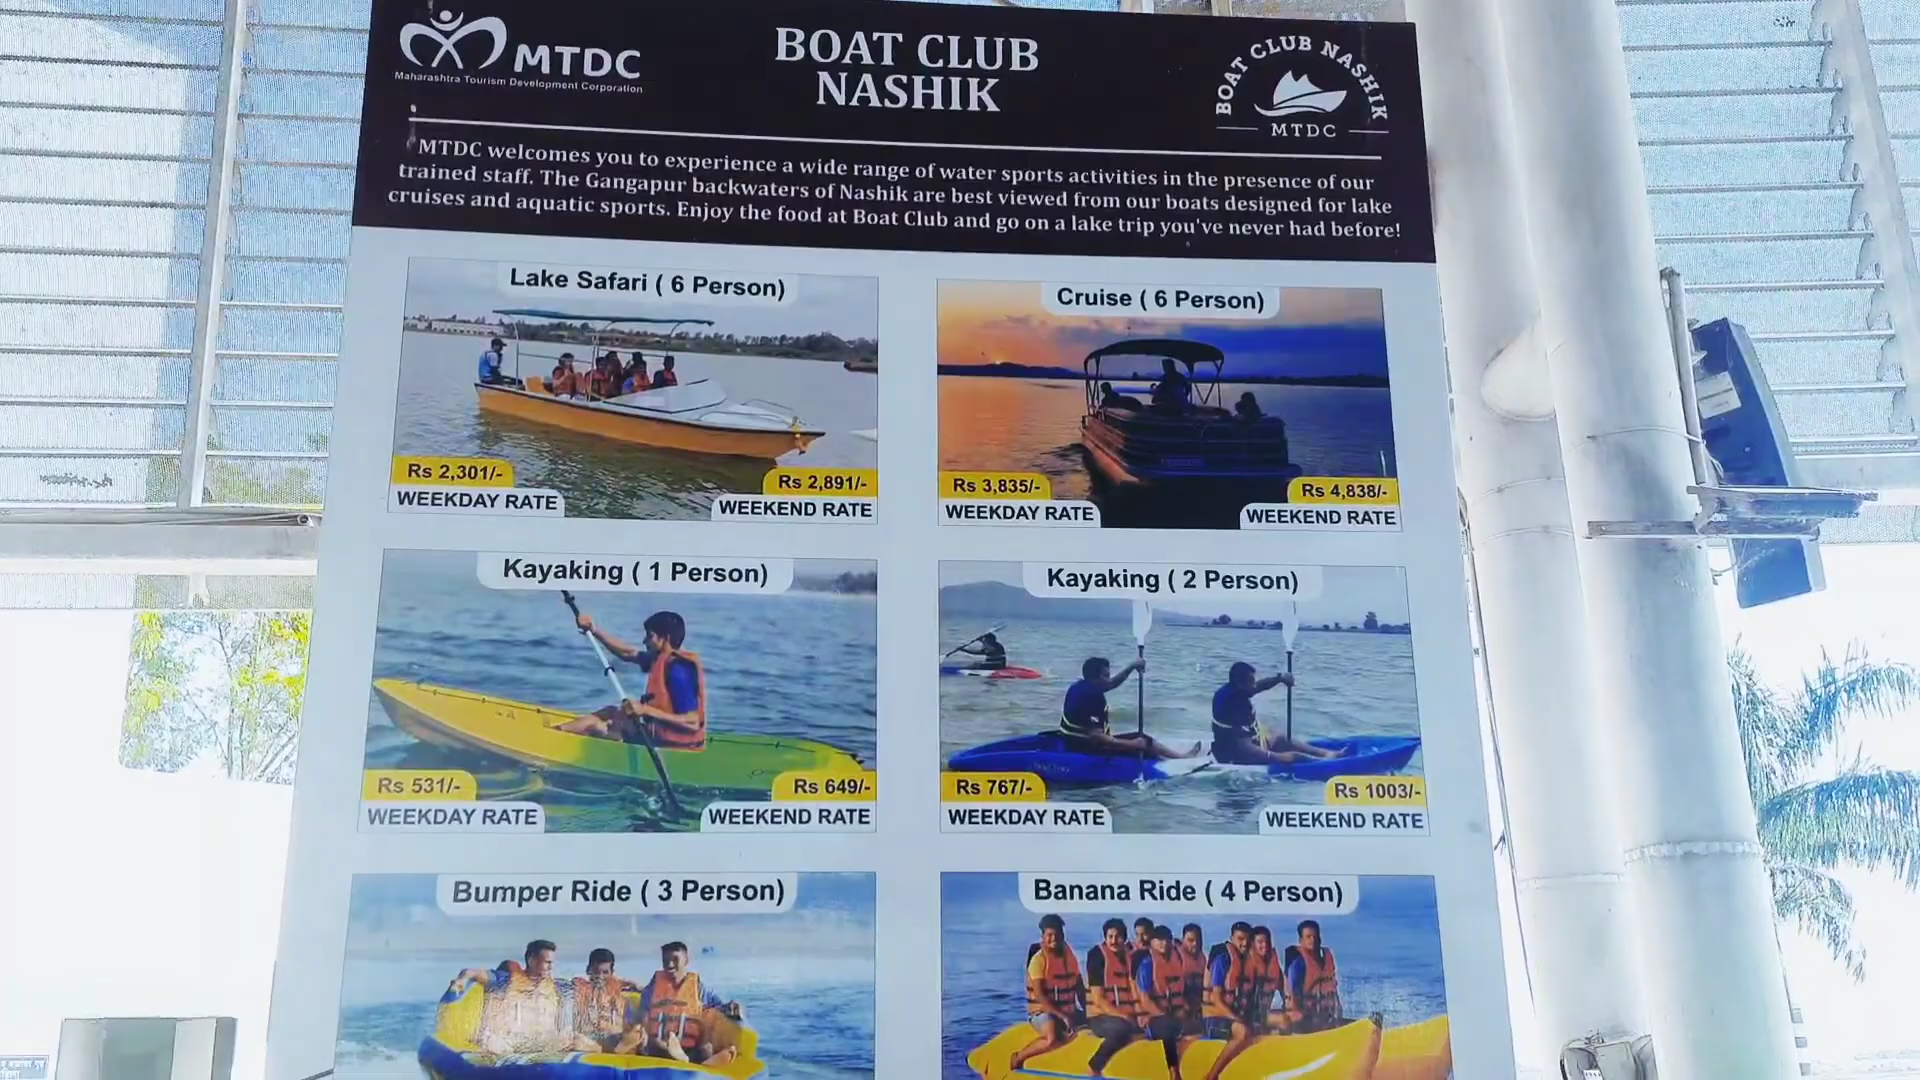 MTDC
Maharashtra Tourism Development Corporation
BOAT CLUB
NASHIK
BOAT CLUB NASHIK
MTDC
MTDC welcomes you to experience a wide range of water sports activities in the presence of our
trained staff. The Gangapur backwaters of Nashik are best viewed from our boats designed for lake
cruises and aquatic sports. Enjoy the food at Boat Club and go on a lake trip you've never had before!
Lake Safari ( 6 Person)
Rs 2,301/-
WEEKDAY RATE
Rs 2,891/-
WEEKEND RATE
Cruise ( 6 Person)
Rs 3,835/-
WEEKDAY RATE
Rs 4,838/-
WEEKEND RATE
Kayaking ( 1 Person)
Rs 531/-
WEEKDAY RATE
Rs 649/-
WEEKEND RATE
Kayaking ( 2 Person)
Rs 767/-
WEEKDAY RATE
Rs 1003/-
WEEKEND RATE
Bumper Ride ( 3 Person)
Banana Ride ( 4 Person)